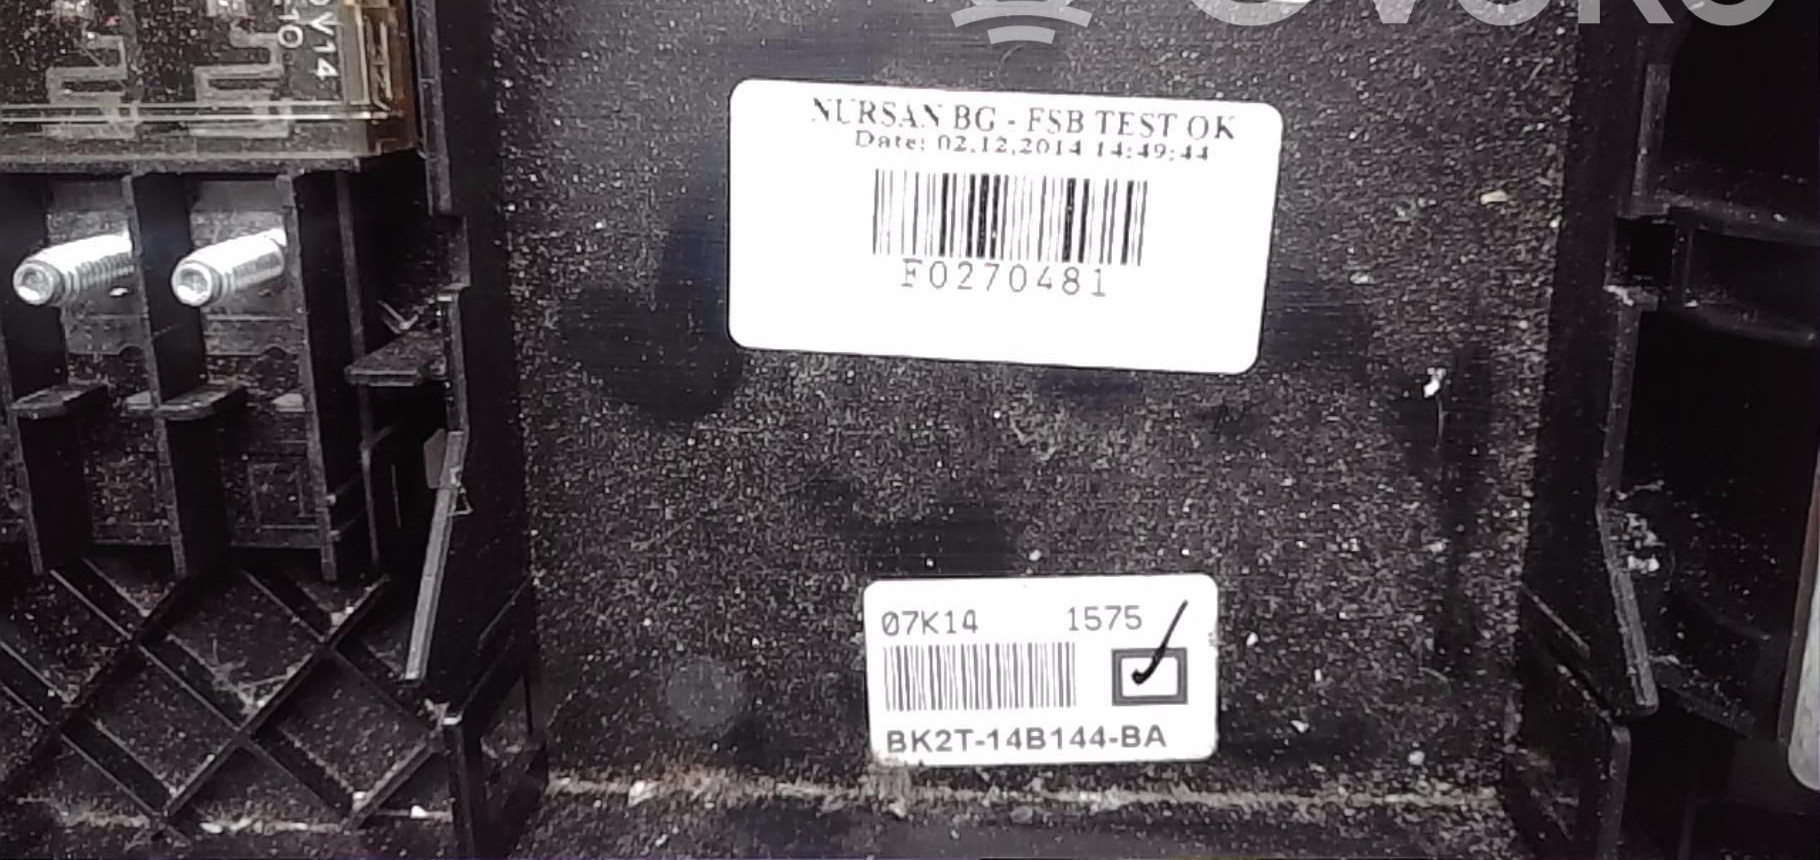 NURSAN BG - FSB TEST OK
Date: 02.12.2014 14:49:44
F0270481
07K14 1575
BK2T-14B144-BA